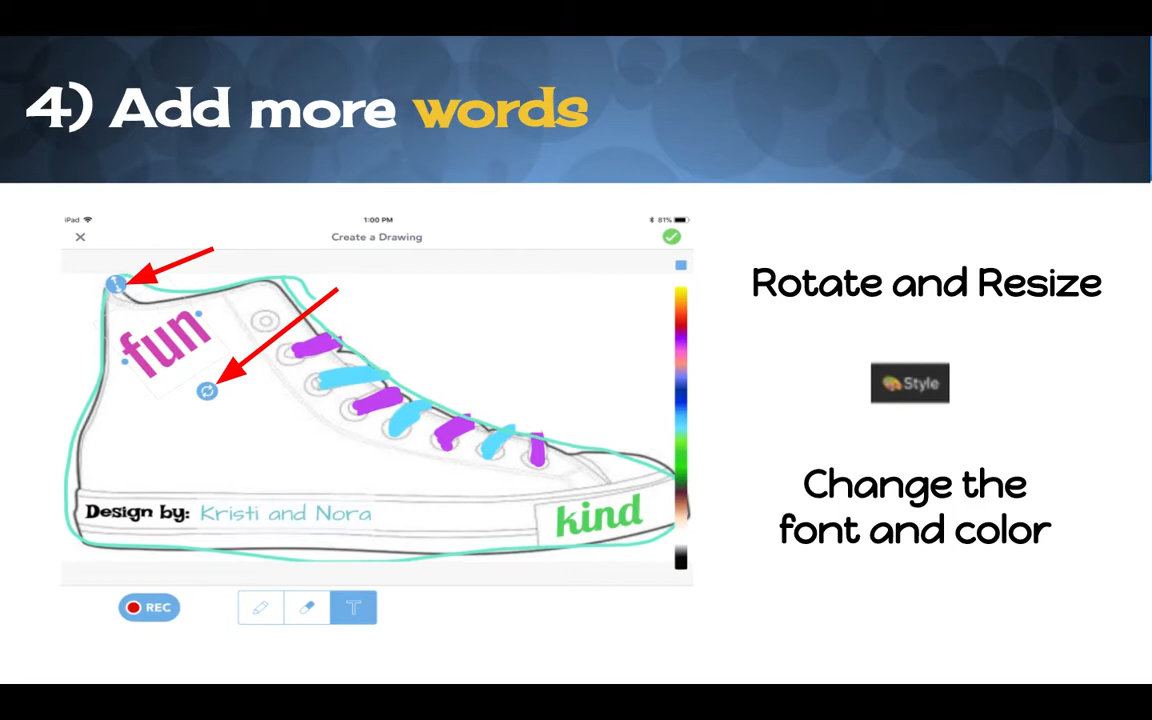 4) Add more words
iPad 1:00 PM 81%
Create a Drawing
Rotate and Resize
fun
Style
Change the
font and color
Design by: Kristi and Nora
kind
REC
T